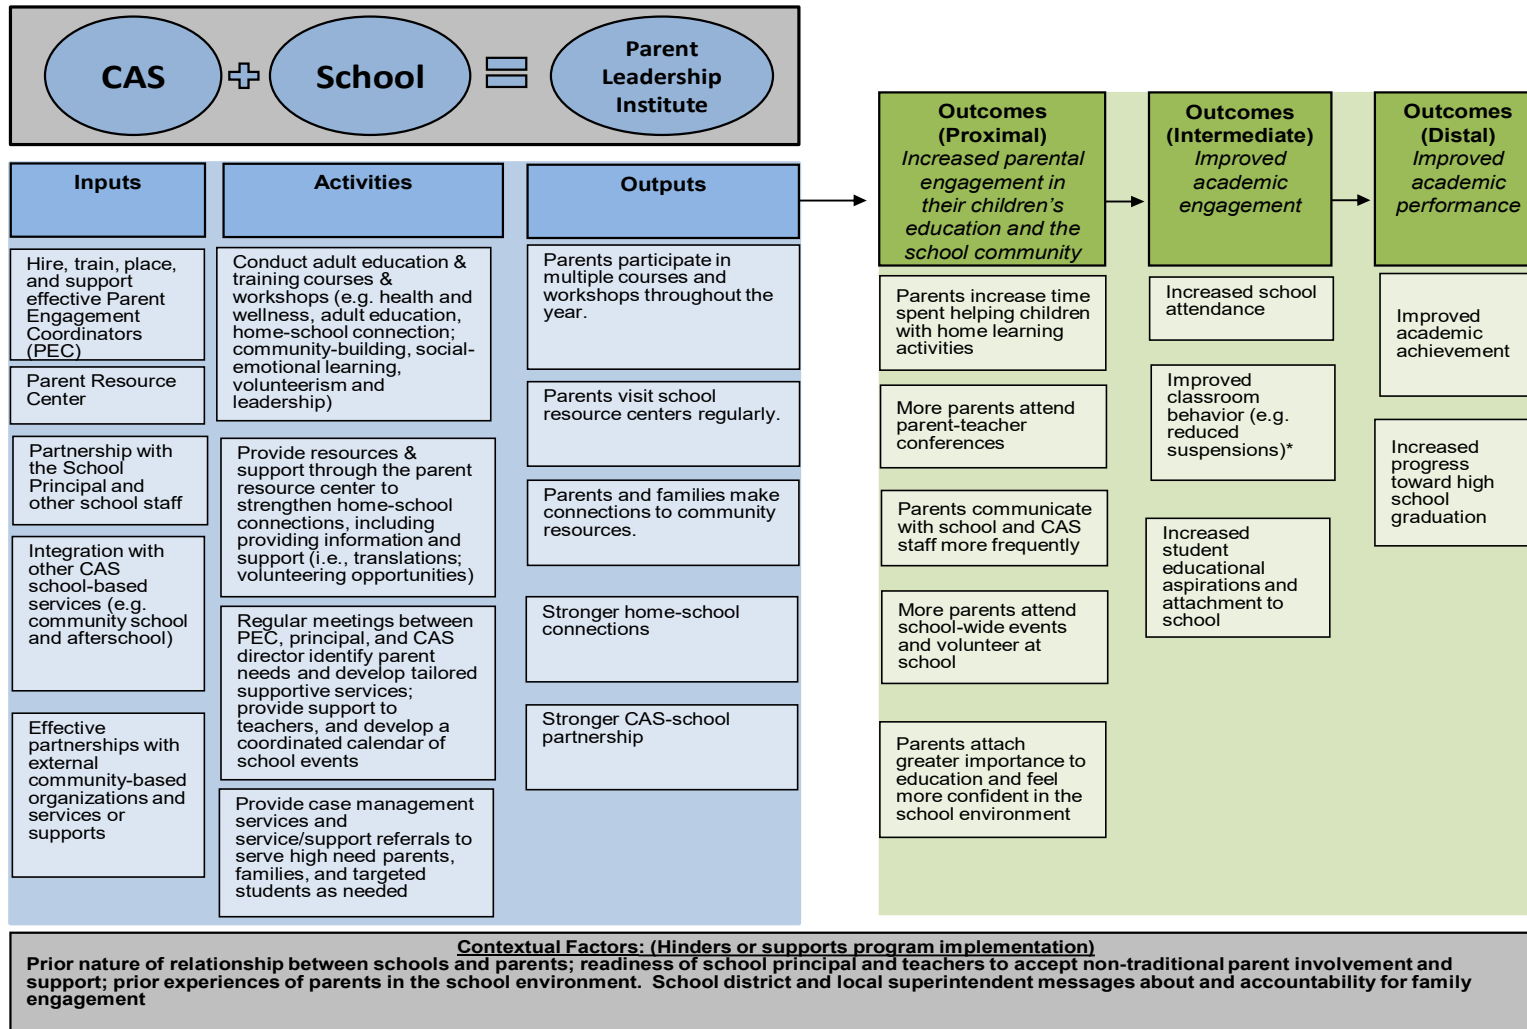 CAS
School
Parent
Leadership
Institute
Inputs
Hire, train, place,
and support
effective Parent
Engagement
Coordinators
(PEC)
Parent Resource
Center
Partnership with
the School
Principal and
other school staff
Integration with
other CAS
school-based
services (e.g.
community school
and afterschool)
Effective
partnerships with
external
community-based
organizations and
services or
supports
Activities
Conduct adult education &
training courses &
workshops (e.g. health and
wellness, adult education,
home-school connection;
community-building, social-
emotional learning,
volunteerism and
leadership)
Provide resources &
support through the parent
resource center to
strengthen home-school
connections, including
providing information and
support (i.e., translations;
volunteering opportunities)
Regular meetings between
PEC, principal, and CAS
director identify parent
needs and develop tailored
supportive services;
provide support to
teachers, and develop a
coordinated calendar of
school events
Provide case management
services and
service/support referrals to
serve high need parents,
families, and targeted
students as needed
Outputs
Parents participate in
multiple courses and
workshops throughout the
year.
Parents visit school
resource centers regularly.
Parents and families make
connections to community
resources.
Stronger home-school
connections
Stronger CAS-school
partnership
Outcomes
(Proximal)
Increased parental
engagement in
their children's
education and the
school community
Parents increase time
spent helping children
with home learning
activities
More parents attend
parent-teacher
conferences
Parents communicate
with school and CAS
staff more frequently
More parents attend
school-wide events
and volunteer at
school
Parents attach
greater importance to
education and feel
more confident in the
school environment
Outcomes
(Intermediate)
Improved
academic
engagement
Increased school
attendance
Improved
classroom
behavior (e.g.
reduced
suspensions)*
Increased
student
educational
aspirations and
attachment to
school
Outcomes
(Distal)
Improved
academic
performance
Improved
academic
achievement
Increased
progress
toward high
school
graduation
Contextual Factors: (Hinders or supports program implementation)
Prior nature of relationship between schools and parents; readiness of school principal and teachers to accept non-traditional parent involvement and
support; prior experiences of parents in the school environment. School district and local superintendent messages about and accountability for family
engagement